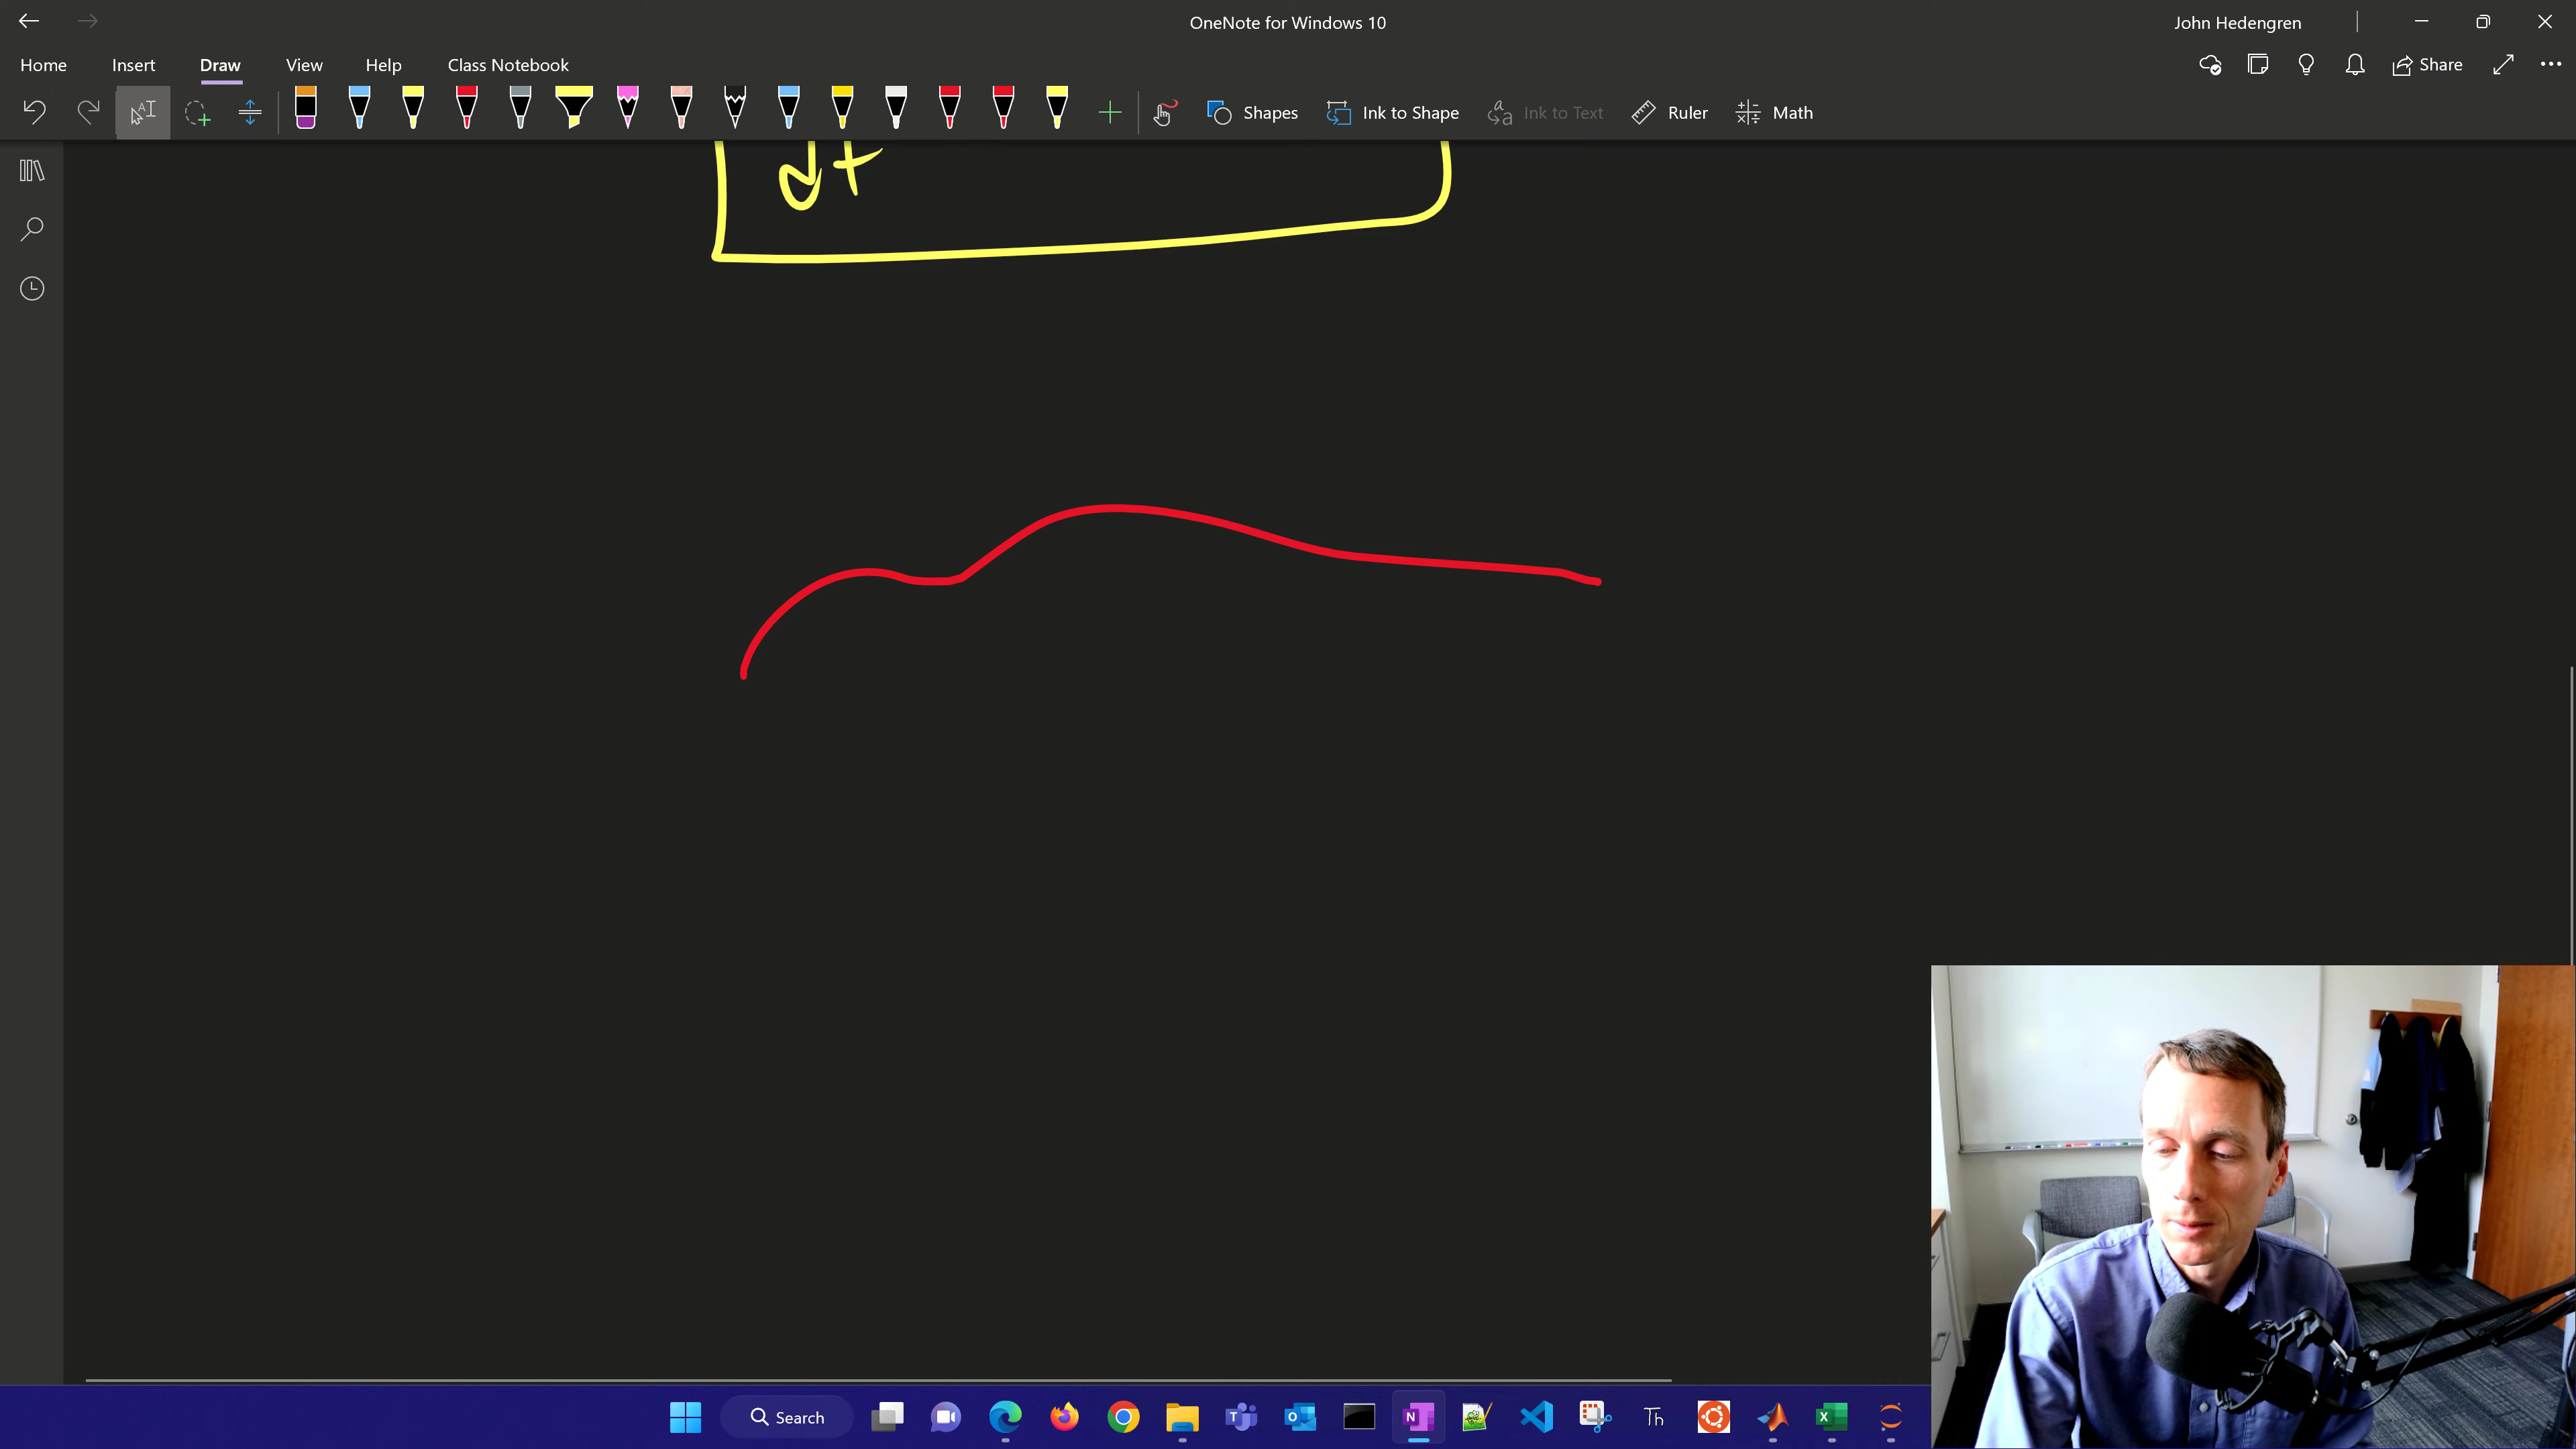 OneNote for Windows 10
John Hedengren
Home Insert Draw View Help Class Notebook
Share
Shapes Ink to Shape Ink to Text Ruler Math
dt
Search
Th